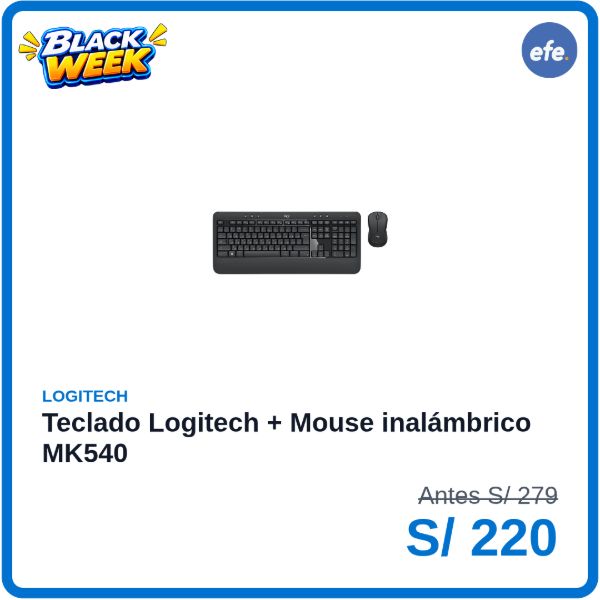 BLACK
WEEK
efe.
LOGITECH
Teclado Logitech + Mouse inalámbrico
MK540
Antes S/ 279
S/ 220